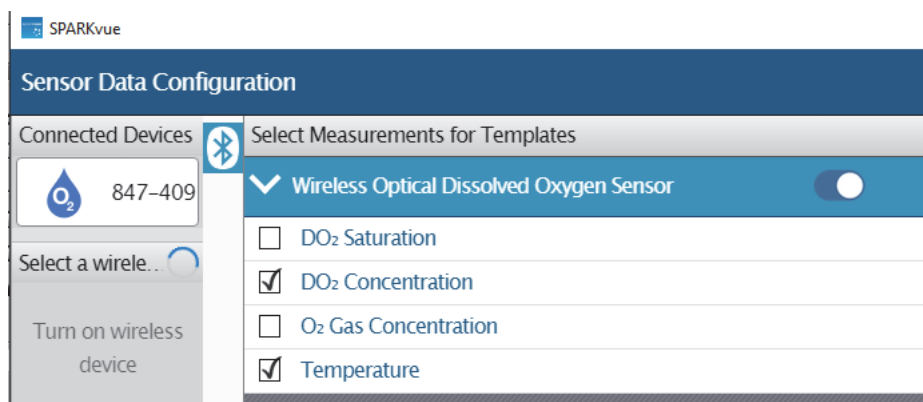 SPARKvue
Sensor Data Configuration
Connected Devices
O₂ 847–409
Select a wirele...
Turn on wireless
device
Select Measurements for Templates
Wireless Optical Dissolved Oxygen Sensor
DO₂ Saturation
DO₂ Concentration
O₂ Gas Concentration
Temperature